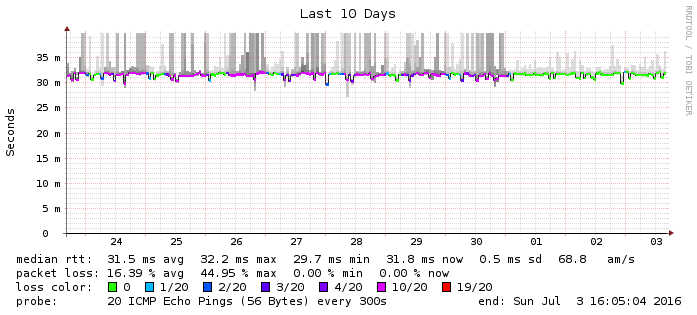 Last 10 Days
RRDTOOL / TOBI OETIKER
Seconds
35 m
30 m
25 m
20 m
15 m
10 m
5 m
0
24 25 26 27 28 29 30 01 02 03
median rtt: 31.5 ms avg 32.2 ms max 29.7 ms min 31.8 ms now 0.5 ms sd 68.8 am/s
packet loss: 16.39 % avg 44.95 % max 0.00 % min 0.00 % now
loss color: 0 1/20 2/20 3/20 4/20 10/20 19/20
probe: 20 ICMP Echo Pings (56 Bytes) every 300s end: Sun Jul 3 16:05:04 2016